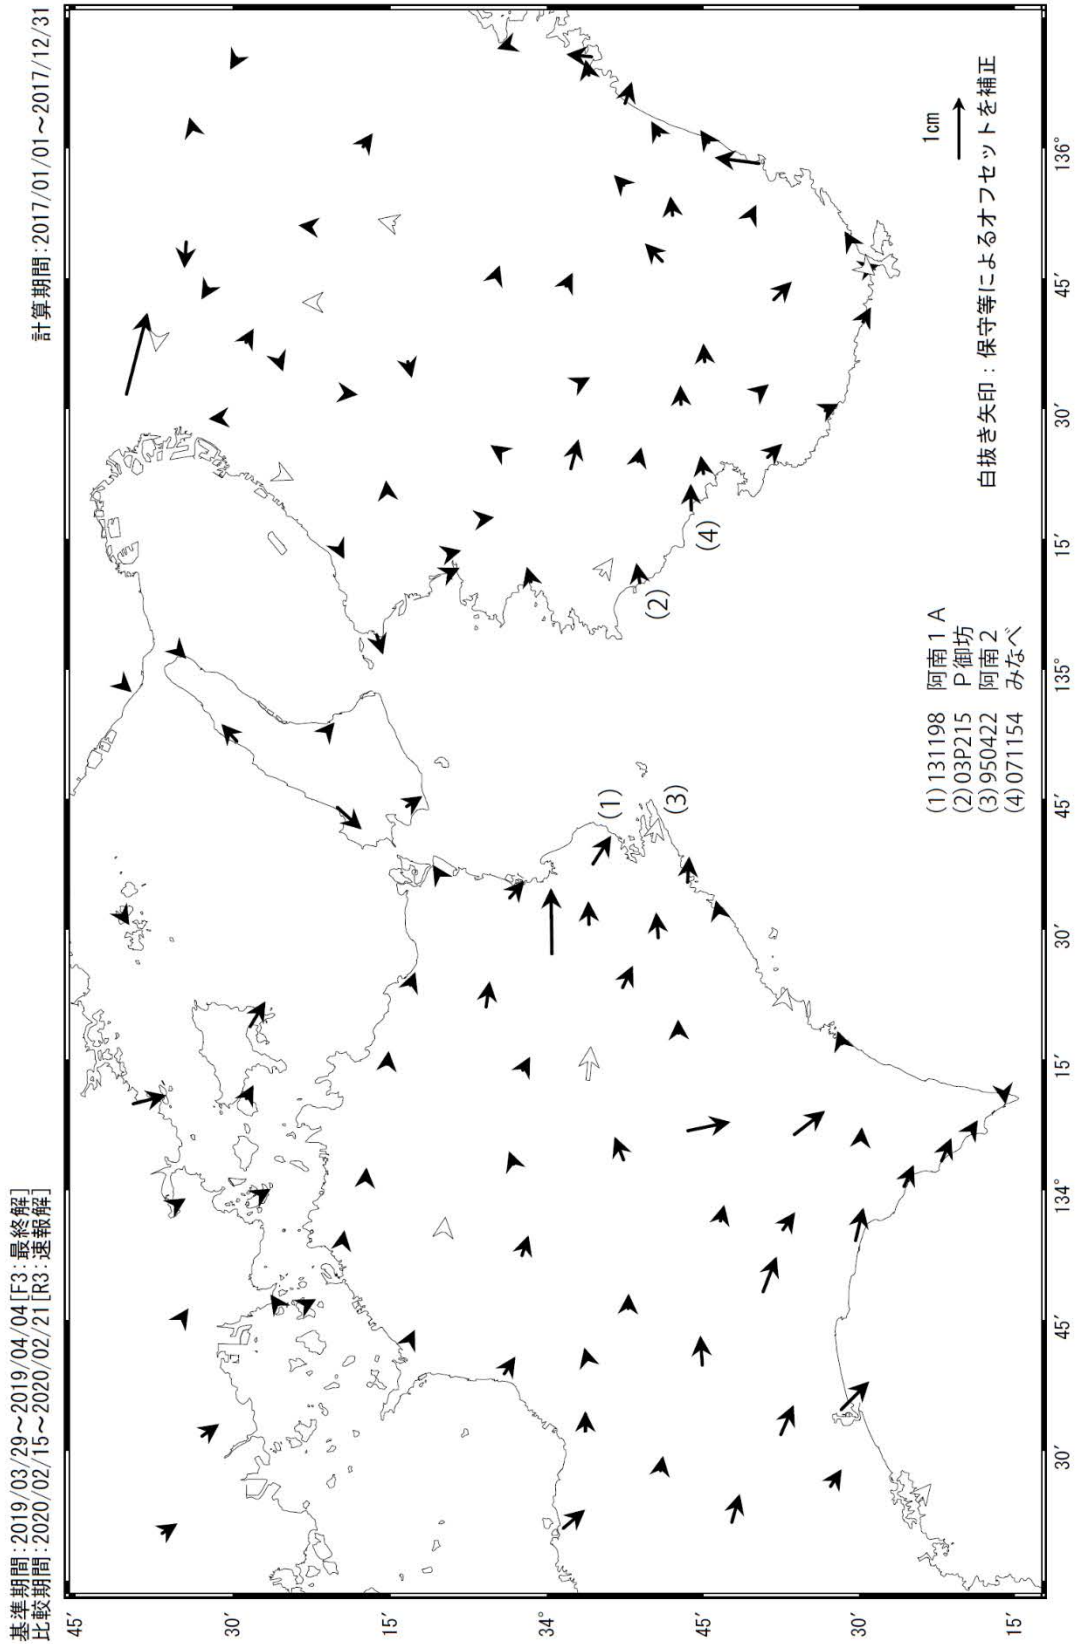 基準期間:2019/03/29~2019/04/04[F3:最終解]
比較期間:2020/02/15~2020/02/21[R3:速報解]
計算期間:2017/01/01~2017/12/31
45′
30′
15′
34°
45′
30′
15′
(1)
(2)
(3)
(4)
(1)131198 阿南1A
(2)03P215 P御坊
(3)950422 阿南2
(4)071154 みなべ
1cm
白抜き矢印:保守等によるオフセットを補正
30′
45′
134°
15′
30′
45′
135°
15′
30′
45′
136°